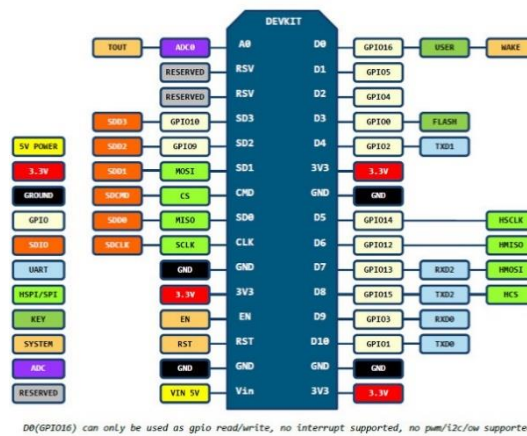 DEVKIT
TOUT ADC0 A0 D0 GPIO16 USER WAKE
RESERVED RSV D1 GPIO5
RESERVED RSV D2 GPIO4
SDD3 GPIO10 SD3 D3 GPIO0 FLASH
5V POWER SDD2 GPIO9 SD2 D4 GPIO2 TXD1
3.3V SDD1 MOSI SD1 3V3 3.3V
GROUND SDCMD CS CMD GND GND
GPIO SDD0 MISO SD0 D5 GPIO14 HSCLK
SDIO SDCLK SCLK CLK D6 GPIO12 HMISO
UART GND GND D7 GPIO13 RXD2 HMOSI
HSPI/SPI 3.3V 3V3 D8 GPIO15 TXD2 HCS
KEY EN EN D9 GPIO3 RXD0
SYSTEM RST RST D10 GPIO1 TXD0
ADC GND GND GND GND
RESERVED VIN 5V Vin 3V3 3.3V
D0(GPIO16) can only be used as gpio read/write, no interrupt supported, no pwm/i2c/ow supporte